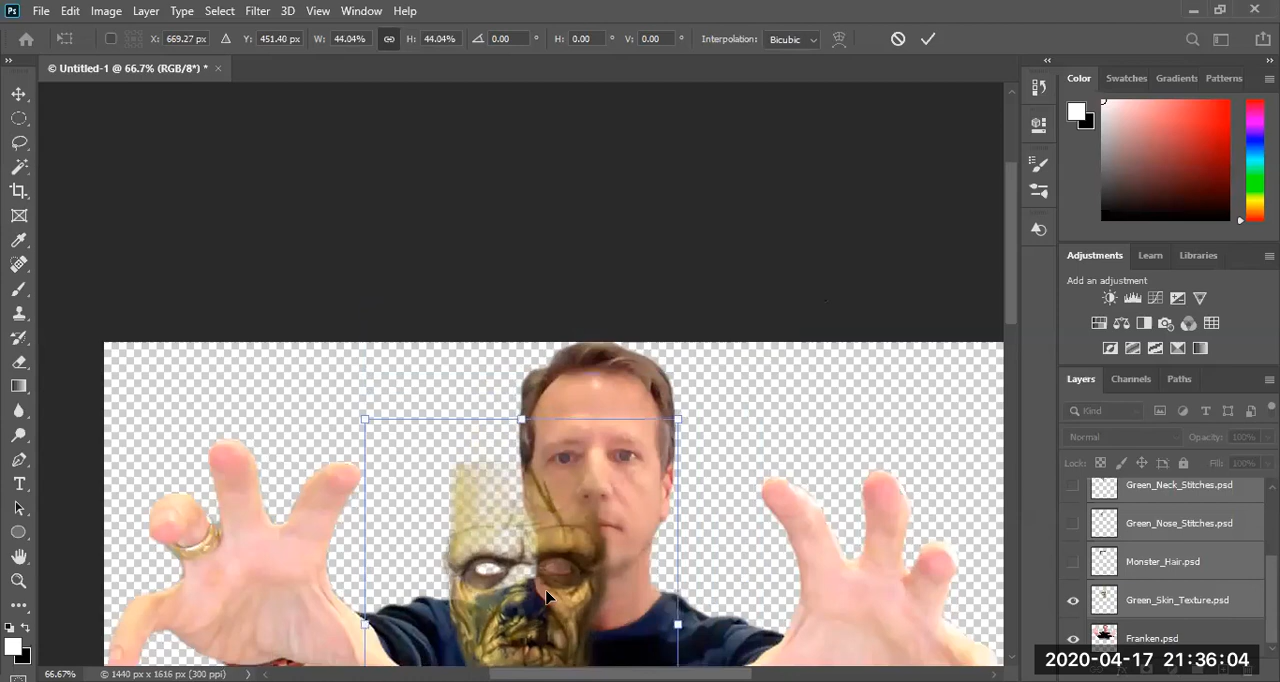 Ps File Edit Image Layer Type Select Filter 3D View Window Help
X: 669.27 px Y: 451.40 px W: 44.04% H: 44.04% 0.00 ° H: 0.00 ° V: 0.00 ° Interpolation: Bicubic
© Untitled-1 @ 66.7% (RGB/8*) * ×
Color Swatches Gradients Patterns
Adjustments Learn Libraries
Add an adjustment
Layers Channels Paths
Kind
Normal Opacity: 100%
Lock: Fill: 100%
Green_Neck_Stitches.psd
Green_Nose_Stitches.psd
Monster_Hair.psd
Green_Skin_Texture.psd
Franken.psd
2020-04-17 21:36:04
66.67% © 1440 px x 1616 px (300 ppi)